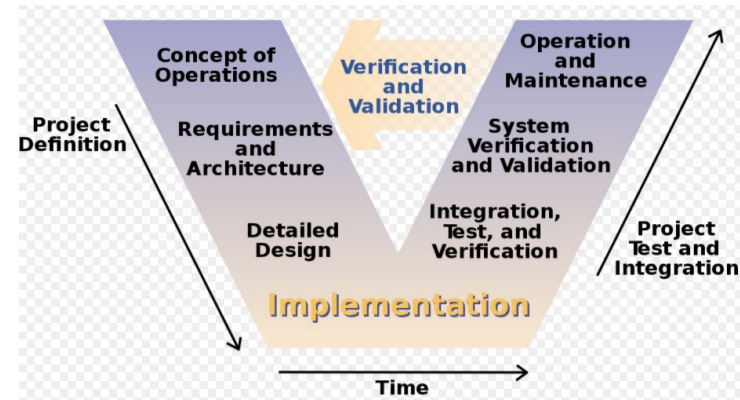 Concept of
Operations
Verification
and
Validation
Operation
and
Maintenance
Project
Definition
Requirements
and
Architecture
System
Verification
and Validation
Detailed
Design
Integration,
Test, and
Verification
Project
Test and
Integration
Implementation
Time